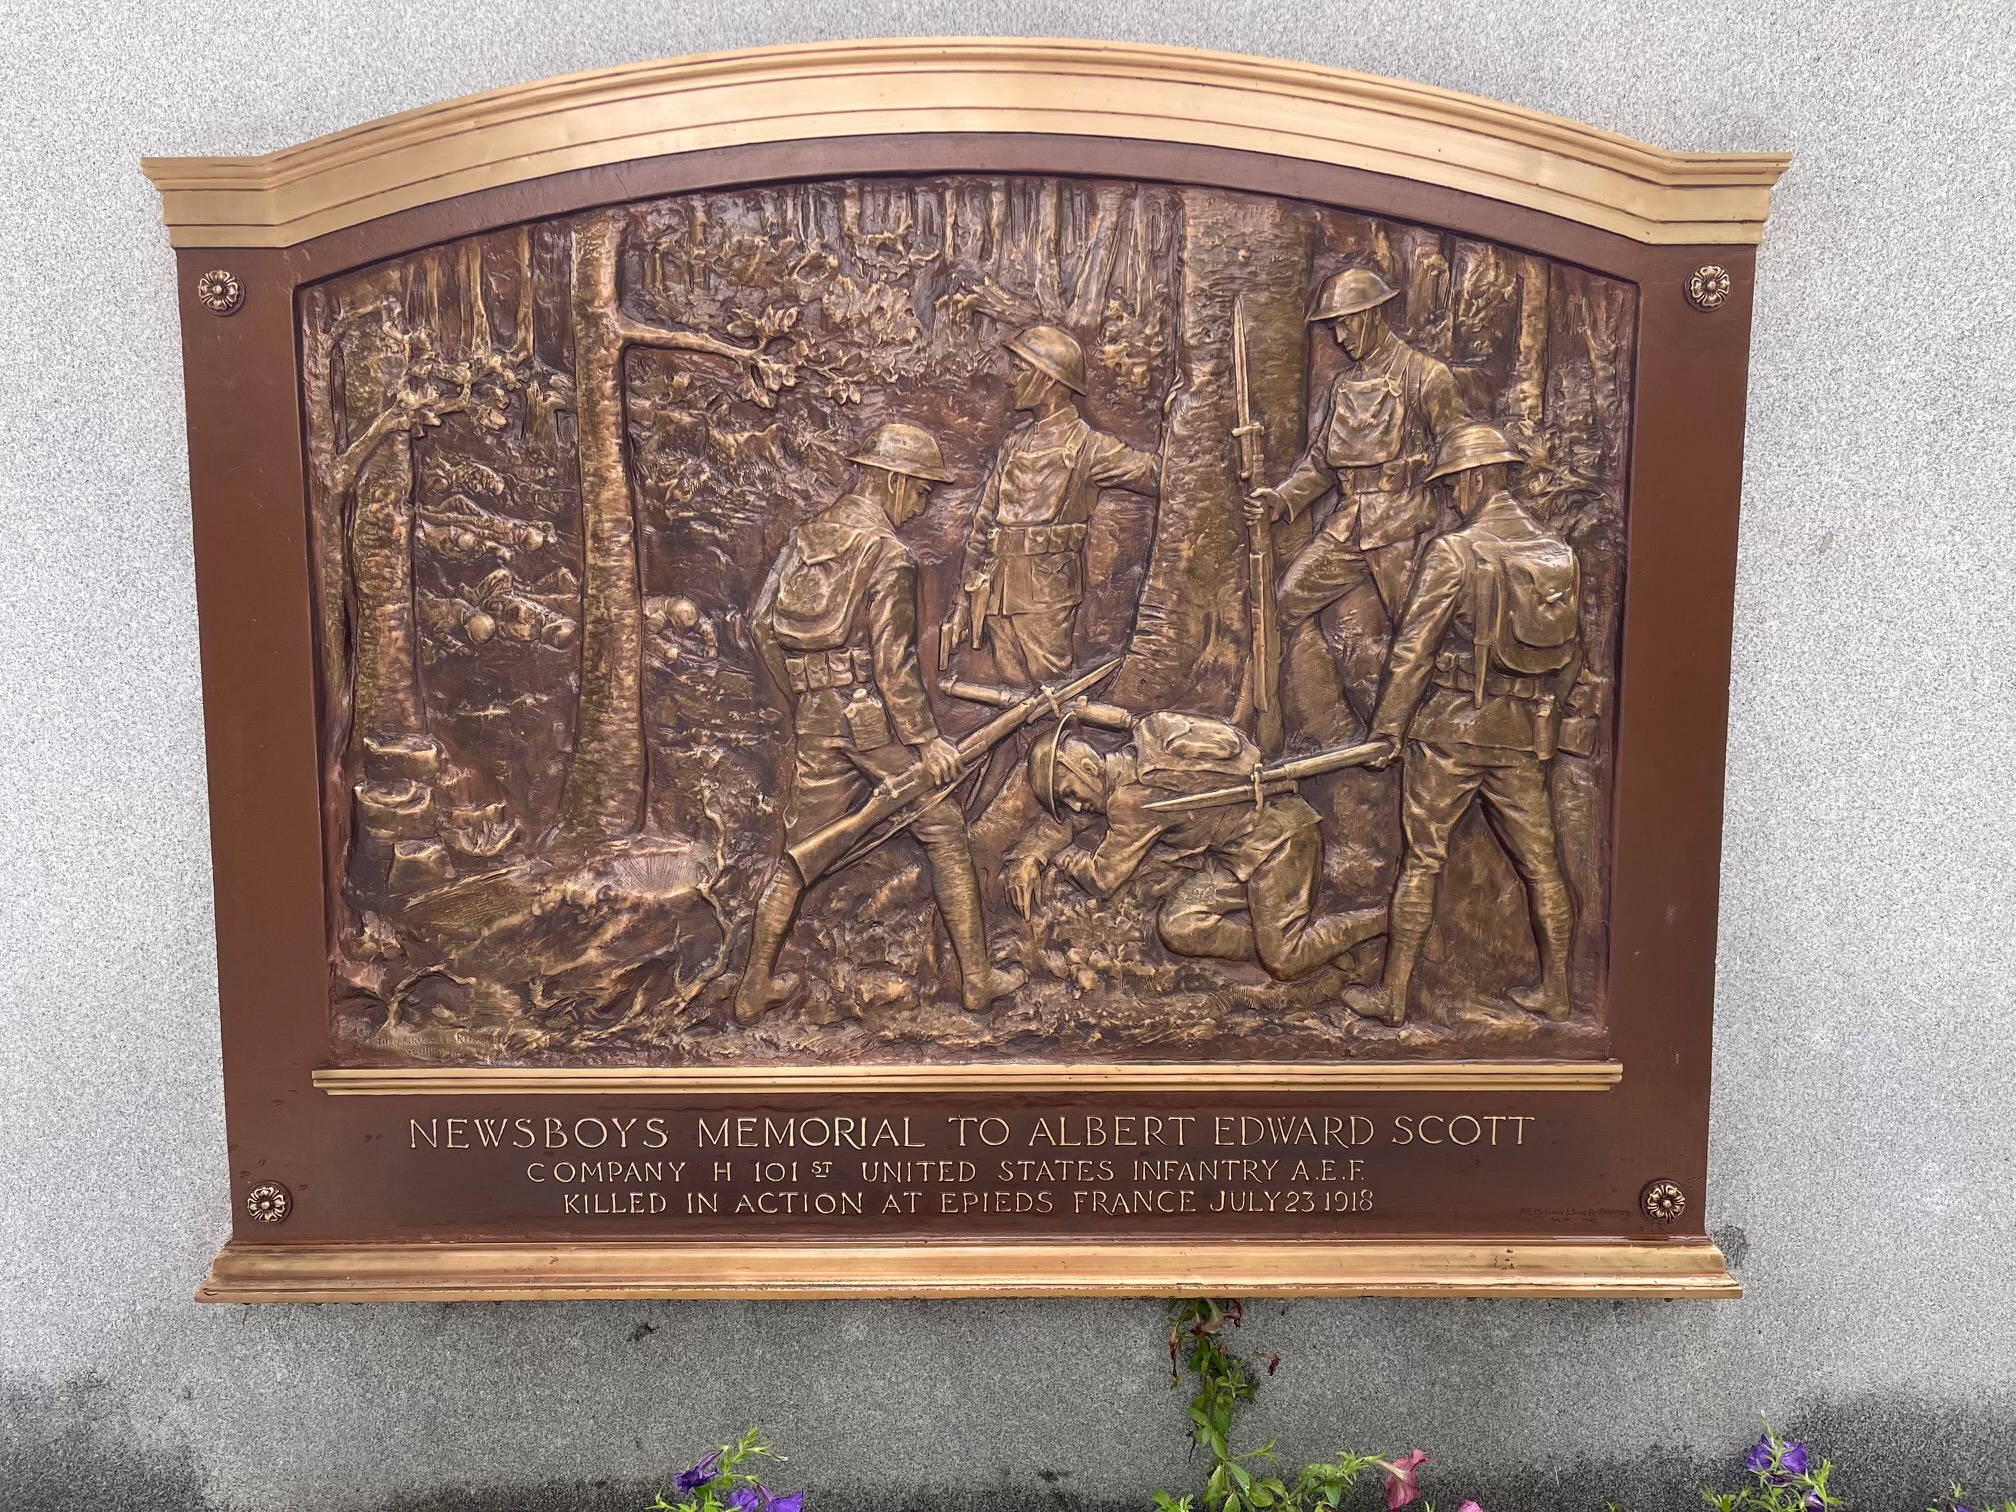 NEWSBOYS MEMORIAL TO ALBERT EDWARD SCOTT
COMPANY H 101ST UNITED STATES INFANTRY A.E.F.
KILLED IN ACTION AT EPIEDS FRANCE JULY 23 1918